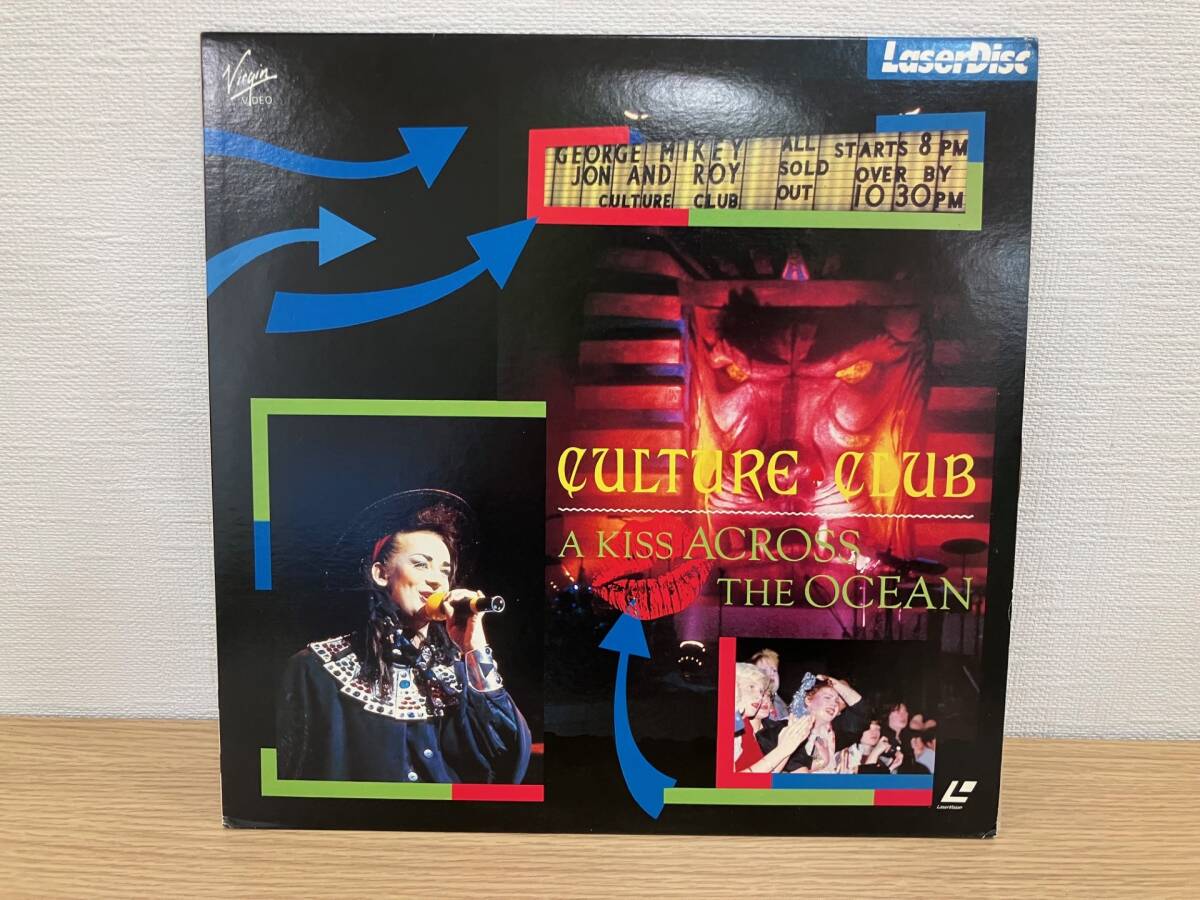 Virgin
VIDEO
LaserDisc
GEORGE MIKEY
JON AND ROY
CULTURE CLUB
ALL
SOLD
OUT
STARTS 8 PM
OVER BY
10 30 PM
CULTURE CLUB
A KISS ACROSS
THE OCEAN
LaserVision